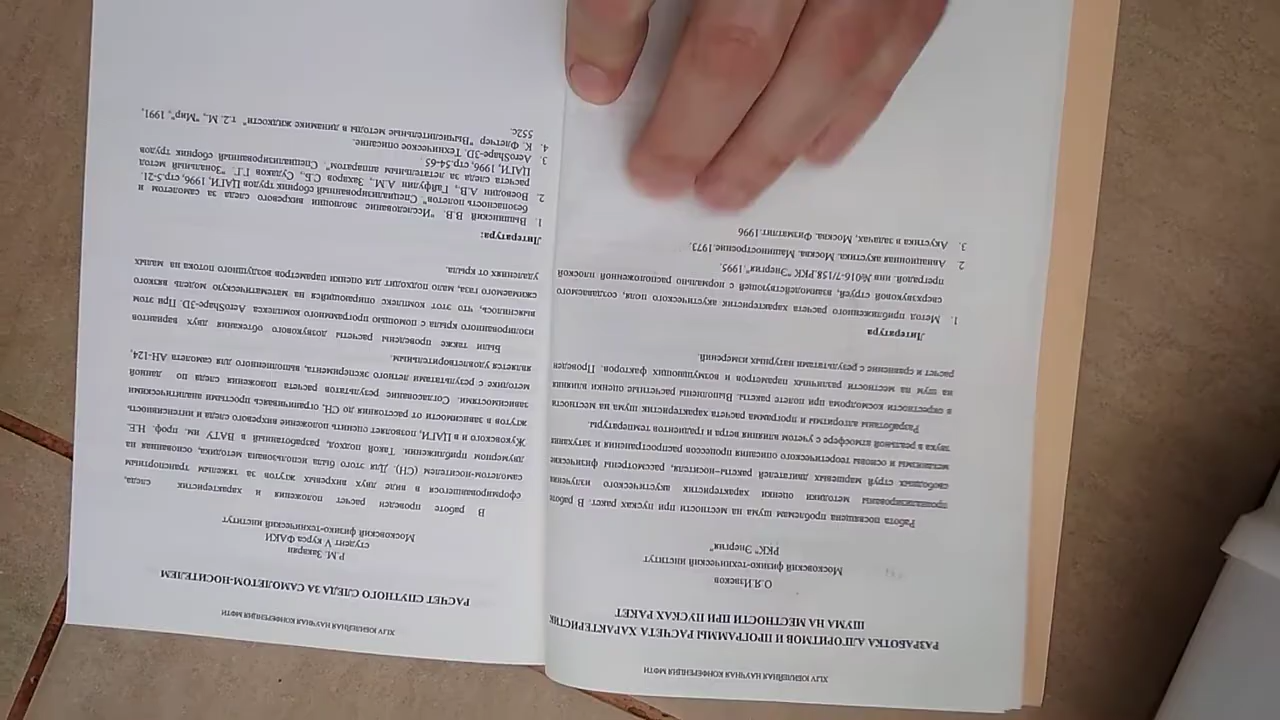 XLIV ЮБИЛЕЙНАЯ НАУЧНАЯ КОНФЕРЕНЦИЯ МФТИ
РАЗРАБОТКА АЛГОРИТМОВ И ПРОГРАММЫ РАСЧЕТА ХАРАКТЕРИСТИК
ШУМА НА МЕСТНОСТИ ПРИ ПУСКАХ РАКЕТ
О.Я.Извеков
Московский физико-технический институт
РКК" Энергия"
Работа посвящена проблемам шума на местности при пусках ракет. В работе
проанализированы методики оценки характеристик акустического излучения
свободных струй маршевых двигателей ракеты–носителя, рассмотрены физические
механизмы и основы теоретического описания процессов распространения и затухания
звука в реальной атмосфере с учетом влияния ветра и градиентов температуры.
Разработаны алгоритмы и программа расчета характеристик шума на местности
в окрестности космодрома при полете ракеты. Выполнены расчетные оценки влияния
на шум на местности различных параметров и возмущающих факторов. Проведен
расчет и сравнение с результатами натурных измерений.
Литература
1. Метод приближенного расчета характеристик акустического поля, создаваемого
сверхзвуковой струей, взаимодействующей с нормально расположенной плоской
преградой. инв №016-7/158.РКК "Энергия".1995.
2 Авиационная акустика. Москва. Машиностроение.1973.
3. Акустика в задачах, Москва. Физматлит.1996
XLIV ЮБИЛЕЙНАЯ НАУЧНАЯ КОНФЕРЕНЦИЯ МФТИ
РАСЧЕТ СПУТНОГО СЛЕДА ЗА САМОЛЕТОМ-НОСИТЕЛЕМ
Р.М. Закарян
студент V курса ФАКИ
Московский физико-технический институт
В работе проведен расчет положения и характеристик следа,
сформировавшегося в виде двух вихревых жгутов за тяжелым транспортным
самолетом-носителем (СН). Для этого была использована методика, основанная на
двумерном приближении. Такой подход, разработанный в ВАТУ им. проф. Н.Е.
Жуковского и в ЦАГИ, позволяет оценить положение вихревого следа и интенсивность
жгутов в зависимости от расстояния до СН, ограничиваясь простыми аналитическими
зависимостями. Согласование результатов расчета положения следа по данной
методике с результатами летного эксперимента, выполненного для самолета АН-124,
является удовлетворительным.
Были также проведены расчеты дозвукового обтекания двух вариантов
изолированного крыла с помощью программного комплекса AeroShape-3D. При этом
выяснилось, что этот комплекс опирающийся на математическую модель вязкого
сжимаемого газа, мало подходит для оценки параметров воздушного потока на малых
удалениях от крыла.
Литература:
1. Вышинский В.В. "Исследование эволюции вихревого следа за самолетом и
безопасность полетов". Специализированный сборник трудов ЦАГИ, 1996, стр.5-21.
2. Воеводин А.В., Гайфулин А.М., Захаров С.Б., Судаков Г.Г. "Зональный метод
расчета следа за летательным аппаратом". Специализированный сборник трудов
ЦАГИ, 1996, стр.54-65.
3. AeroShape-3D. Техническое описание.
4. К. Флетчер "Вычислительные методы в динамике жидкости" т.2. М., "Мир", 1991,
552с.